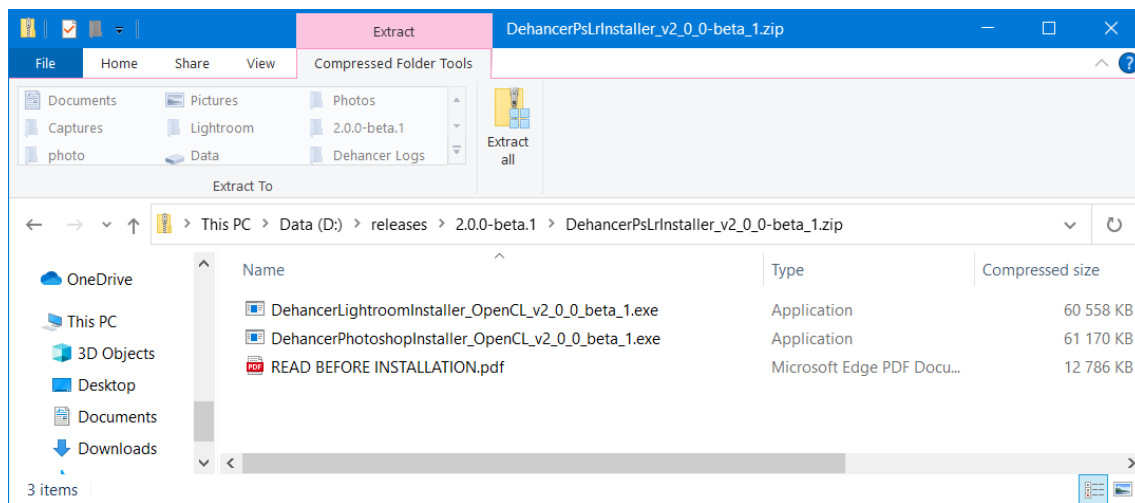 Extract
DehancerPsLrInstaller_v2_0_0-beta_1.zip
File Home Share View Compressed Folder Tools
?
Documents Pictures Photos
Captures Lightroom 2.0.0-beta.1
photo Data Dehancer Logs
Extract
all
Extract To
This PC > Data (D:) > releases > 2.0.0-beta.1 > DehancerPsLrInstaller_v2_0_0-beta_1.zip
Name Type Compressed size
OneDrive
This PC
3D Objects
Desktop
Documents
Downloads
DehancerLightroomInstaller_OpenCL_v2_0_0_beta_1.exe Application 60 558 KB
DehancerPhotoshopInstaller_OpenCL_v2_0_0_beta_1.exe Application 61 170 KB
PDF READ BEFORE INSTALLATION.pdf Microsoft Edge PDF Docu... 12 786 KB
3 items